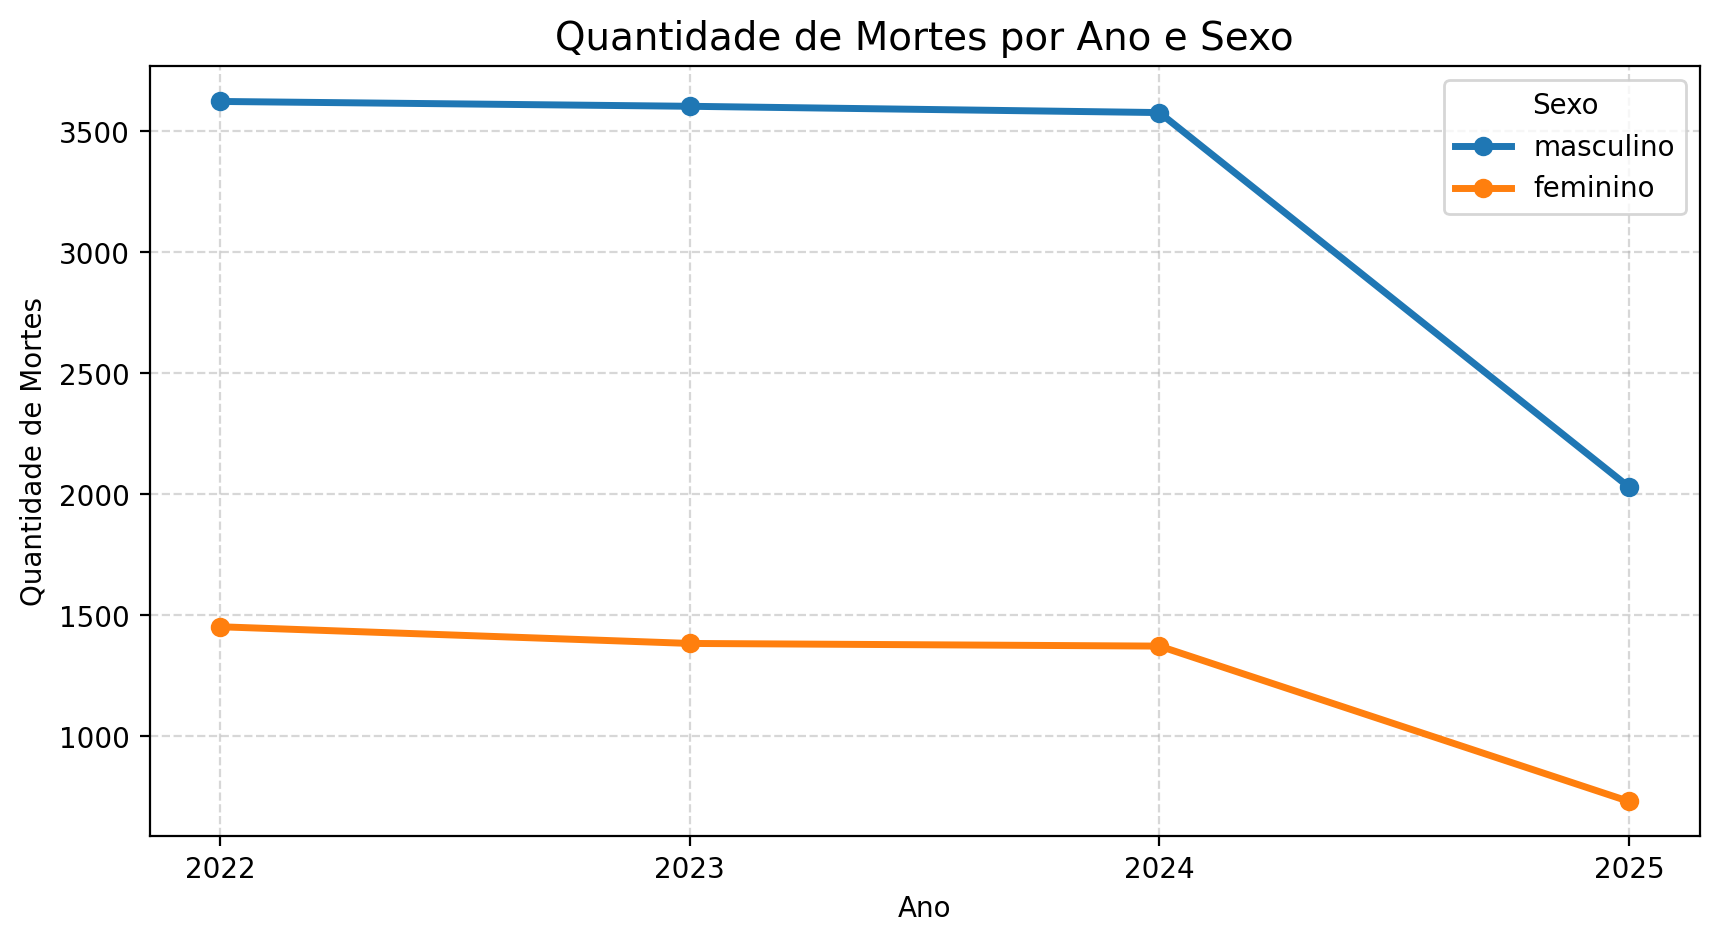 Quantidade de Mortes por Ano e Sexo
Sexo
masculino
feminino
Quantidade de Mortes
3500
3000
2500
2000
1500
1000
2022
2023
2024
2025
Ano